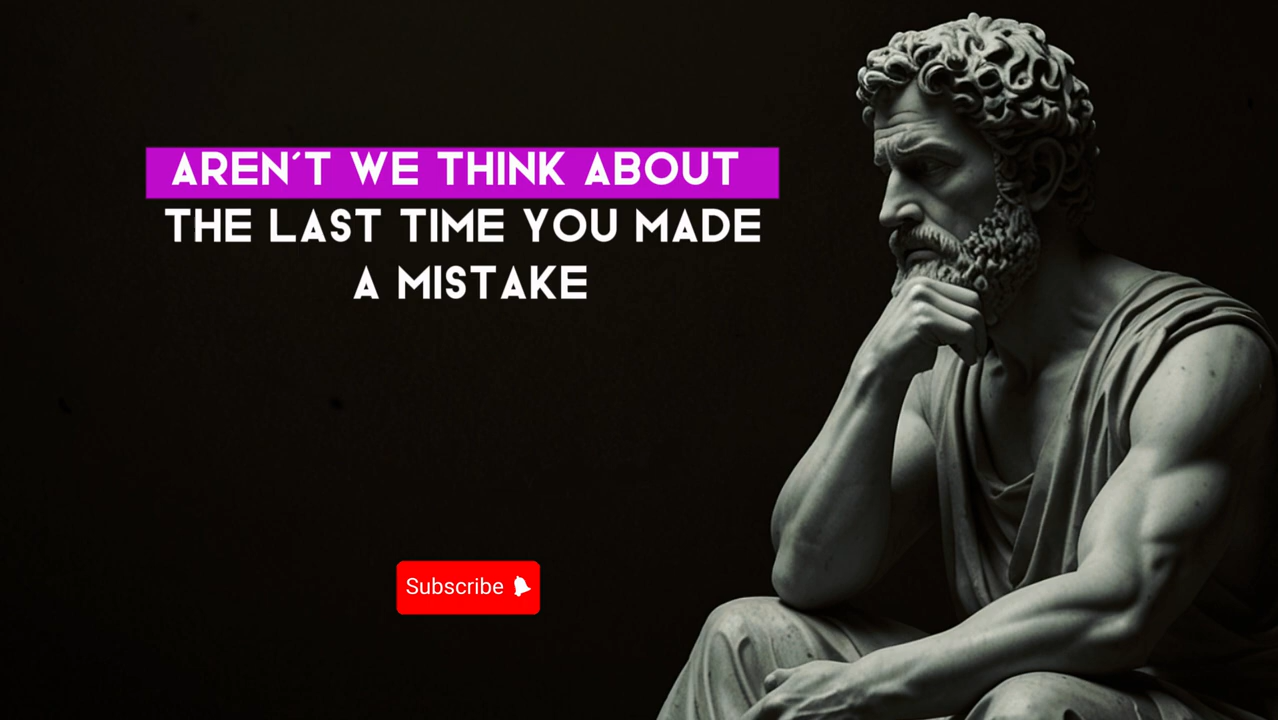 AREN´T WE THINK ABOUT
THE LAST TIME YOU MADE
A MISTAKE
Subscribe